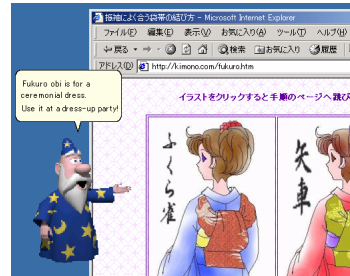 振袖によく合う袋帯の結び方 - Microsoft Internet Explorer
ファイル(F) 編集(E) 表示(V) お気に入り(A) ツール(T) ヘルプ(H)
戻る 検索 お気に入り 履歴
アドレス(D) http://kimono.com/fukuro.htm
Fukuro obi is for a
ceremonial dress.
Use it at a dress-up party!
イラストをクリックすると手順のページへ跳び
ふくら雀
矢車